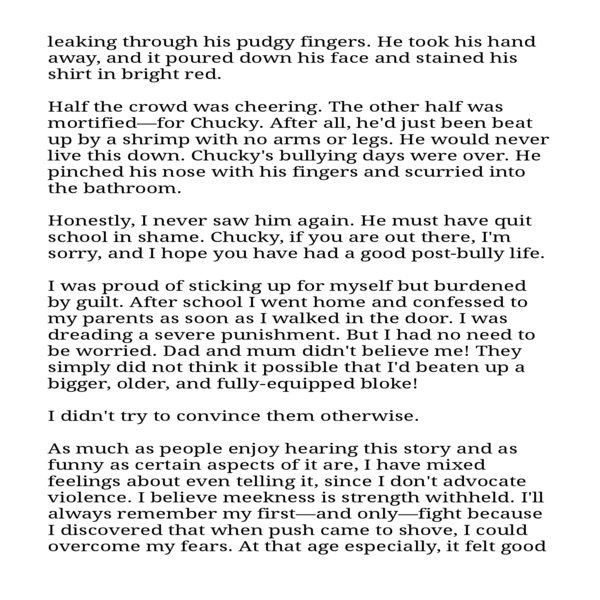 leaking through his pudgy fingers. He took his hand
away, and it poured down his face and stained his
shirt in bright red.
Half the crowd was cheering. The other half was
mortified—for Chucky. After all, he'd just been beat
up by a shrimp with no arms or legs. He would never
live this down. Chucky's bullying days were over. He
pinched his nose with his fingers and scurried into
the bathroom.
Honestly, I never saw him again. He must have quit
school in shame. Chucky, if you are out there, I'm
sorry, and I hope you have had a good post-bully life.
I was proud of sticking up for myself but burdened
by guilt. After school I went home and confessed to
my parents as soon as I walked in the door. I was
dreading a severe punishment. But I had no need to
be worried. Dad and mum didn't believe me! They
simply did not think it possible that I'd beaten up a
bigger, older, and fully-equipped bloke!
I didn't try to convince them otherwise.
As much as people enjoy hearing this story and as
funny as certain aspects of it are, I have mixed
feelings about even telling it, since I don't advocate
violence. I believe meekness is strength withheld. I'll
always remember my first—and only—fight because
I discovered that when push came to shove, I could
overcome my fears. At that age especially, it felt good